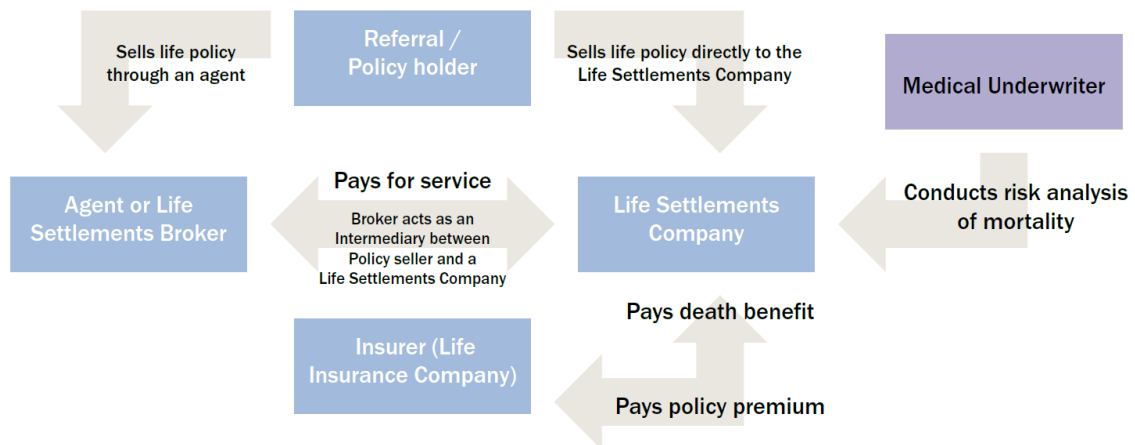 Sells life policy
through an agent
Referral /
Policy holder
Sells life policy directly to the
Life Settlements Company
Medical Underwriter
Agent or Life
Settlements Broker
Pays for service
Broker acts as an
Intermediary between
Policy seller and a
Life Settlements Company
Life Settlements
Company
Conducts risk analysis
of mortality
Insurer (Life
Insurance Company)
Pays death benefit
Pays policy premium